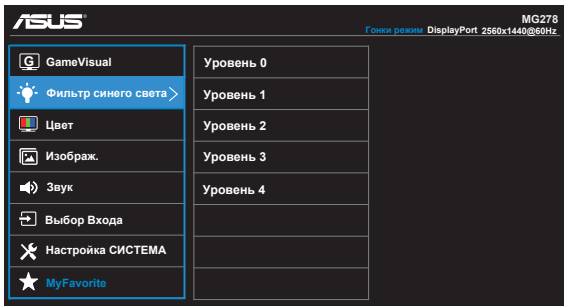 ASUS
MG278
Гонки режим DisplayPort 2560x1440@60Hz
G GameVisual
Фильтр синего света
Цвет
Изображ.
Звук
Выбор Входа
Настройка СИСТЕМА
MyFavorite
Уровень 0
Уровень 1
Уровень 2
Уровень 3
Уровень 4